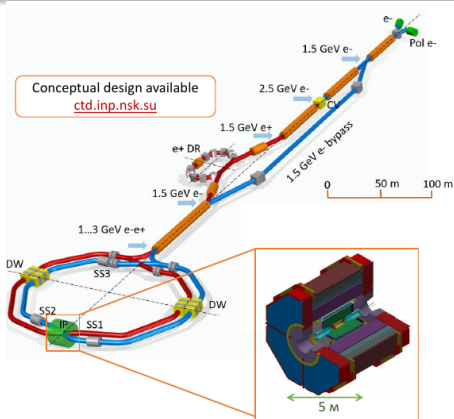 e-
Pol e-
1.5 GeV e-
Conceptual design available
ctd.inp.nsk.su
2.5 GeV e-
CV
1.5 GeV e+
e+ DR
1.5 GeV e- bypass
1.5 GeV e-
0 50 m 100 m
1...3 GeV e-e+
DW
SS3
DW
SS2
IP
SS1
5 м